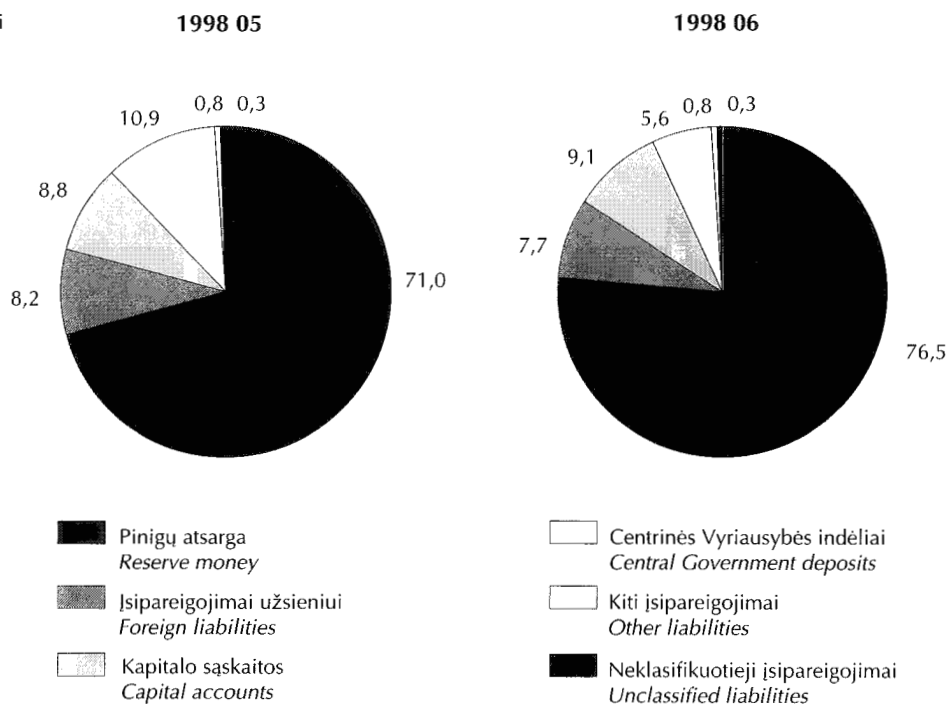 i
1998 05
0,8 0,3
10,9
8,8
8,2
71,0
1998 06
0,8 0,3
5,6
9,1
7,7
76,5
Pinigų atsarga
Reserve money
Įsipareigojimai užsieniui
Foreign liabilities
Kapitalo sąskaitos
Capital accounts
Centrinės Vyriausybės indėliai
Central Government deposits
Kiti įsipareigojimai
Other liabilities
Neklasifikuotieji įsipareigojimai
Unclassified liabilities